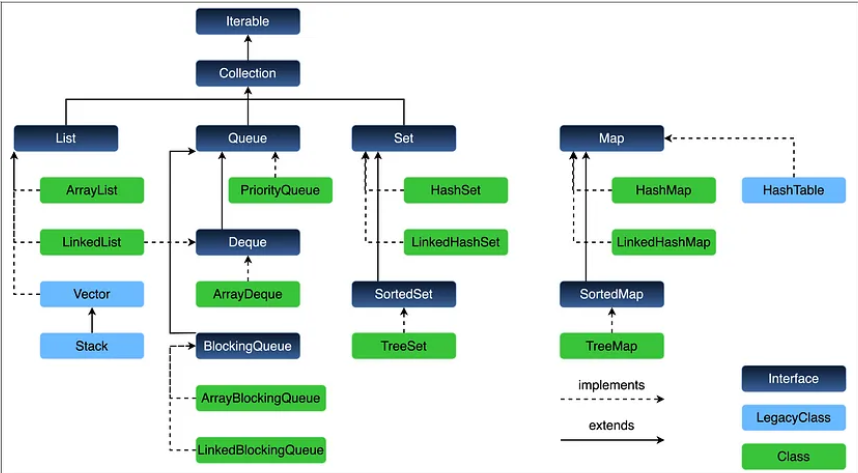 Iterable
Collection
List
Queue
Set
Map
ArrayList
PriorityQueue
HashSet
HashMap
HashTable
LinkedList
Deque
LinkedHashSet
LinkedHashMap
Vector
ArrayDeque
SortedSet
SortedMap
Stack
BlockingQueue
TreeSet
TreeMap
implements
Interface
ArrayBlockingQueue
extends
LegacyClass
LinkedBlockingQueue
Class